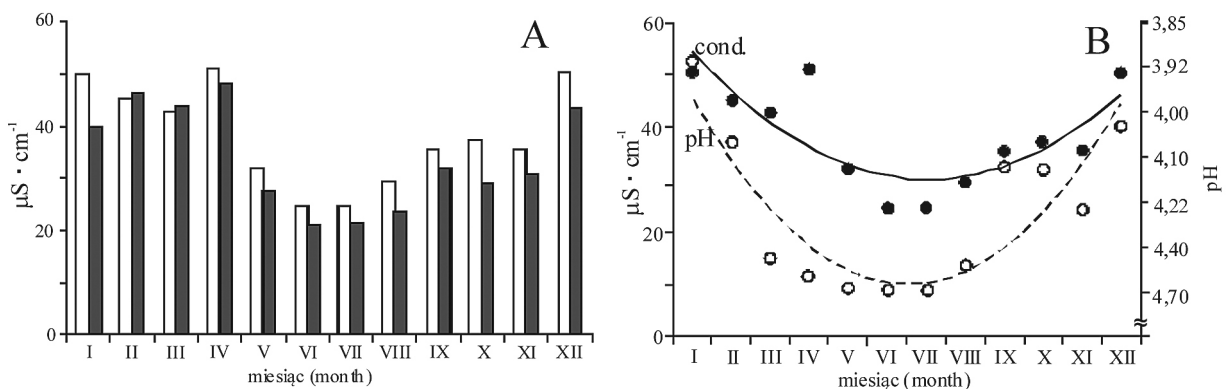 A
60
40
20
0
µS · cm⁻¹
I II III IV V VI VII VIII IX X XI XII
miesiąc (month)
B
60
40
20
0
µS · cm⁻¹
cond.
pH
3,85
3,92
4,00
4,10
4,22
4,40
4,70
pH
I II III IV V VI VII VIII IX X XI XII
miesiąc (month)